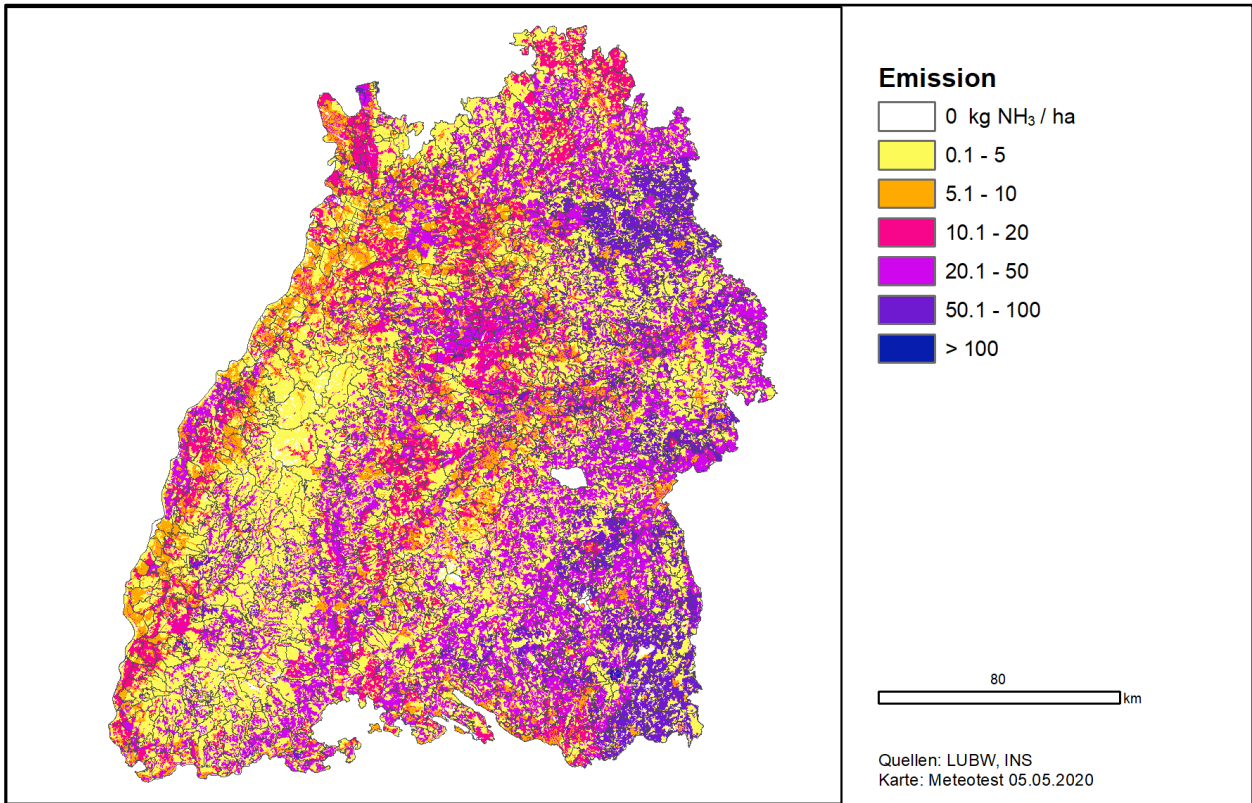 Emission
0 kg NH₃ / ha
0.1 - 5
5.1 - 10
10.1 - 20
20.1 - 50
50.1 - 100
> 100
80
km
Quellen: LUBW, INS
Karte: Meteotest 05.05.2020